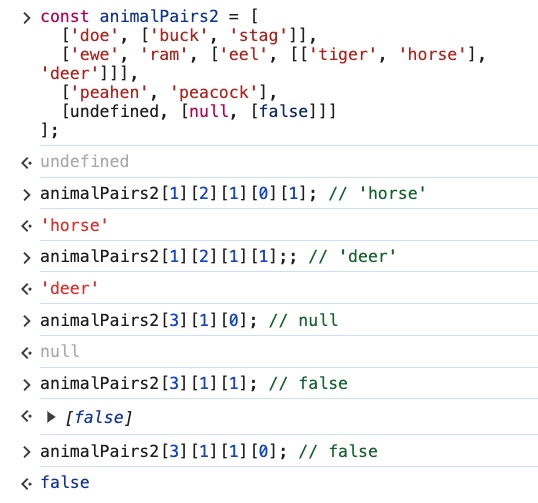 const animalPairs2 = [
  ['doe', ['buck', 'stag']],
  ['ewe', 'ram', ['eel', [['tiger', 'horse'],
'deer']]],
  ['peahen', 'peacock'],
  [undefined, [null, [false]]]
];
undefined
animalPairs2[1][2][1][0][1]; // 'horse'
'horse'
animalPairs2[1][2][1][1];; // 'deer'
'deer'
animalPairs2[3][1][0]; // null
null
animalPairs2[3][1][1]; // false
[false]
animalPairs2[3][1][1][0]; // false
false